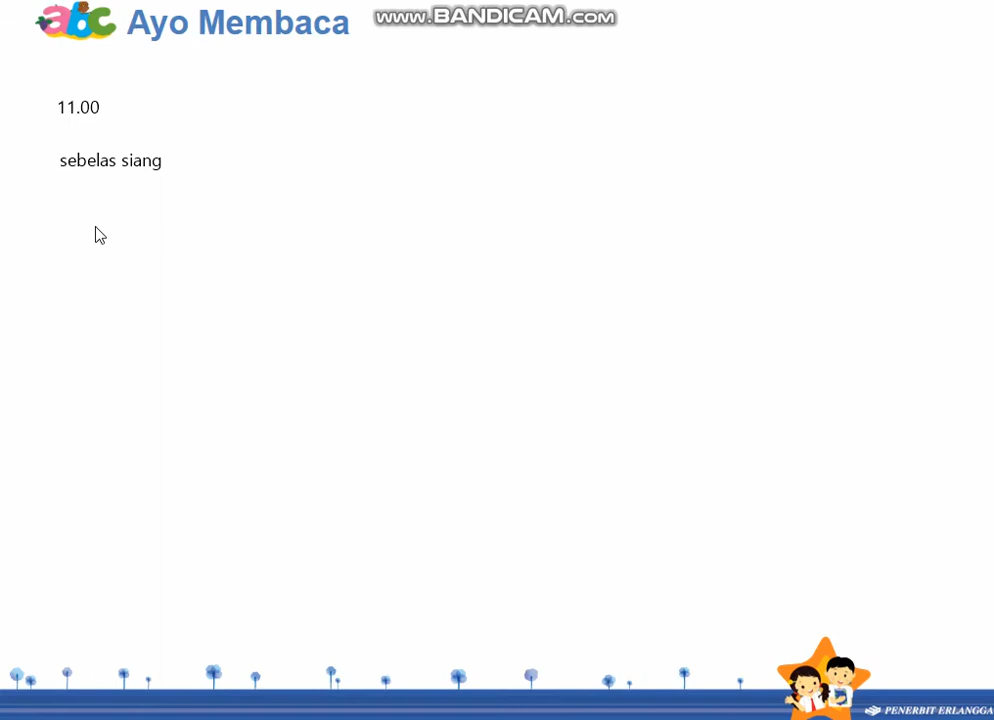 abc Ayo Membaca
www.BANDICAM.com
11.00
sebelas siang
PENERBIT ERLANGGA